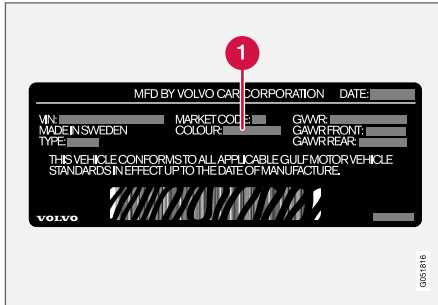 1
MFD BY VOLVO CAR CORPORATION DATE:
VIN: MARKET CODE: GVWR:
MADE IN SWEDEN COLOUR: GAWR FRONT:
TYPE: GAWR REAR:
THIS VEHICLE CONFORMS TO ALL APPLICABLE GULF MOTOR VEHICLE
STANDARDS IN EFFECT UP TO THE DATE OF MANUFACTURE.
VOLVO
G051816